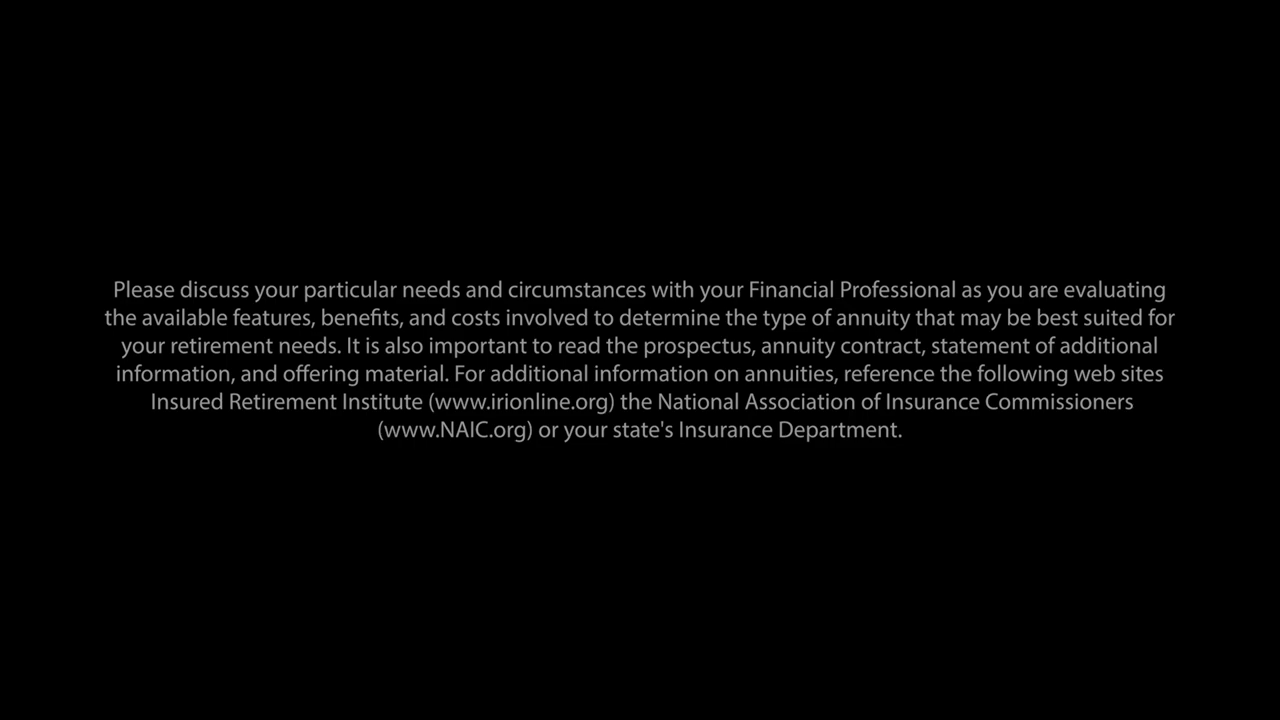 Please discuss your particular needs and circumstances with your Financial Professional as you are evaluating
the available features, benefits, and costs involved to determine the type of annuity that may be best suited for
your retirement needs. It is also important to read the prospectus, annuity contract, statement of additional
information, and offering material. For additional information on annuities, reference the following web sites
Insured Retirement Institute (www.irionline.org) the National Association of Insurance Commissioners
(www.NAIC.org) or your state's Insurance Department.